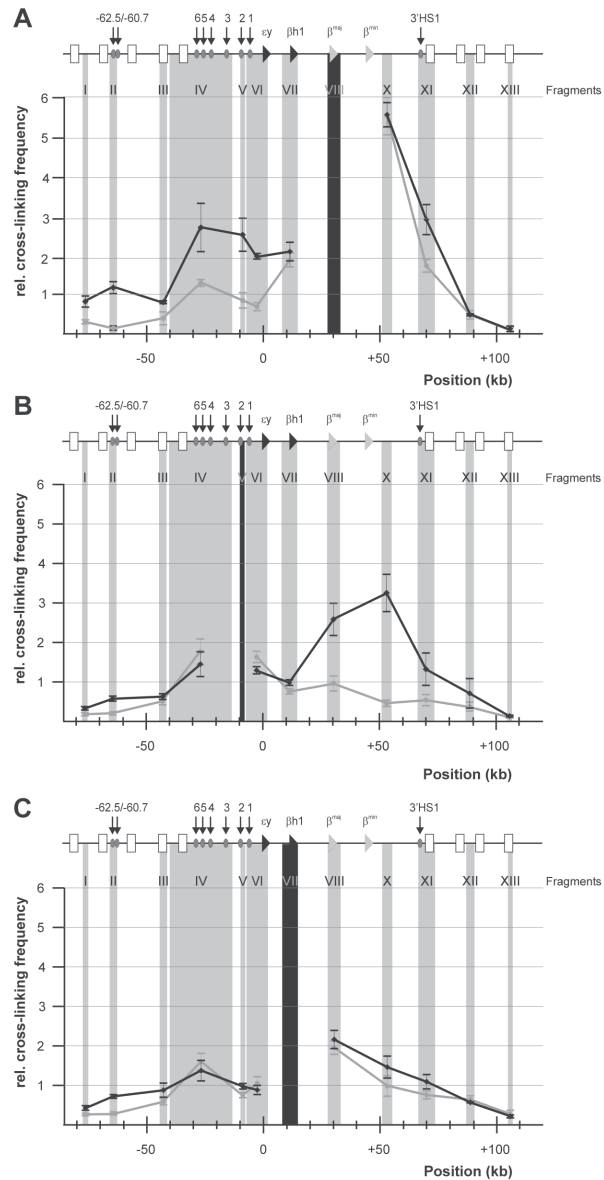 A
-62.5/-60.7 65 4 3 2 1 εy βh1 βmaj βmin 3'HS1
I II III IV V VI VII VIII X XI XII XIII Fragments
rel. cross-linking frequency
6
5
4
3
2
1
-50 0 +50 +100
Position (kb)
B
-62.5/-60.7 65 4 3 2 1 εy βh1 βmaj βmin 3'HS1
I II III IV V VI VII VIII X XI XII XIII Fragments
rel. cross-linking frequency
6
5
4
3
2
1
-50 0 +50 +100
Position (kb)
C
-62.5/-60.7 65 4 3 2 1 εy βh1 βmaj βmin 3'HS1
I II III IV V VI VII VIII X XI XII XIII Fragments
rel. cross-linking frequency
6
5
4
3
2
1
-50 0 +50 +100
Position (kb)